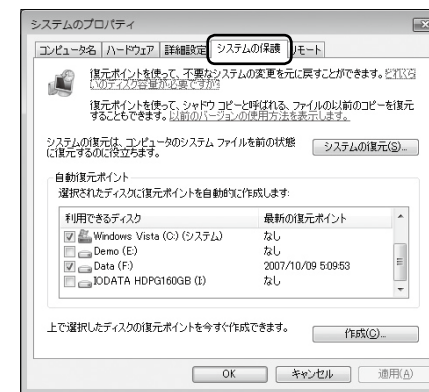 システムのプロパティ
コンピュータ名 ハードウェア 詳細設定 システムの保護 リモート
復元ポイントを使って、不要なシステムの変更を元に戻すことができます。どれくら
いのディスク容量が必要ですか?
復元ポイントを使って、シャドウ コピーと呼ばれる、ファイルの以前のコピーを復元
することもできます。以前のバージョンの使用方法を表示します。
システムの復元は、コンピュータのシステム ファイルを前の状態
に復元するのに役立ちます。
システムの復元(S)...
自動復元ポイント
選択されたディスクに復元ポイントを自動的に作成します:
利用できるディスク 最新の復元ポイント
Windows Vista (C:) (システム) なし
Demo (E:) なし
Data (F:) 2007/10/09 5:09:53
IODATA HDPG160GB (I:) なし
上で選択したディスクの復元ポイントを今すぐ作成できます。
作成(C)...
OK キャンセル 適用(A)